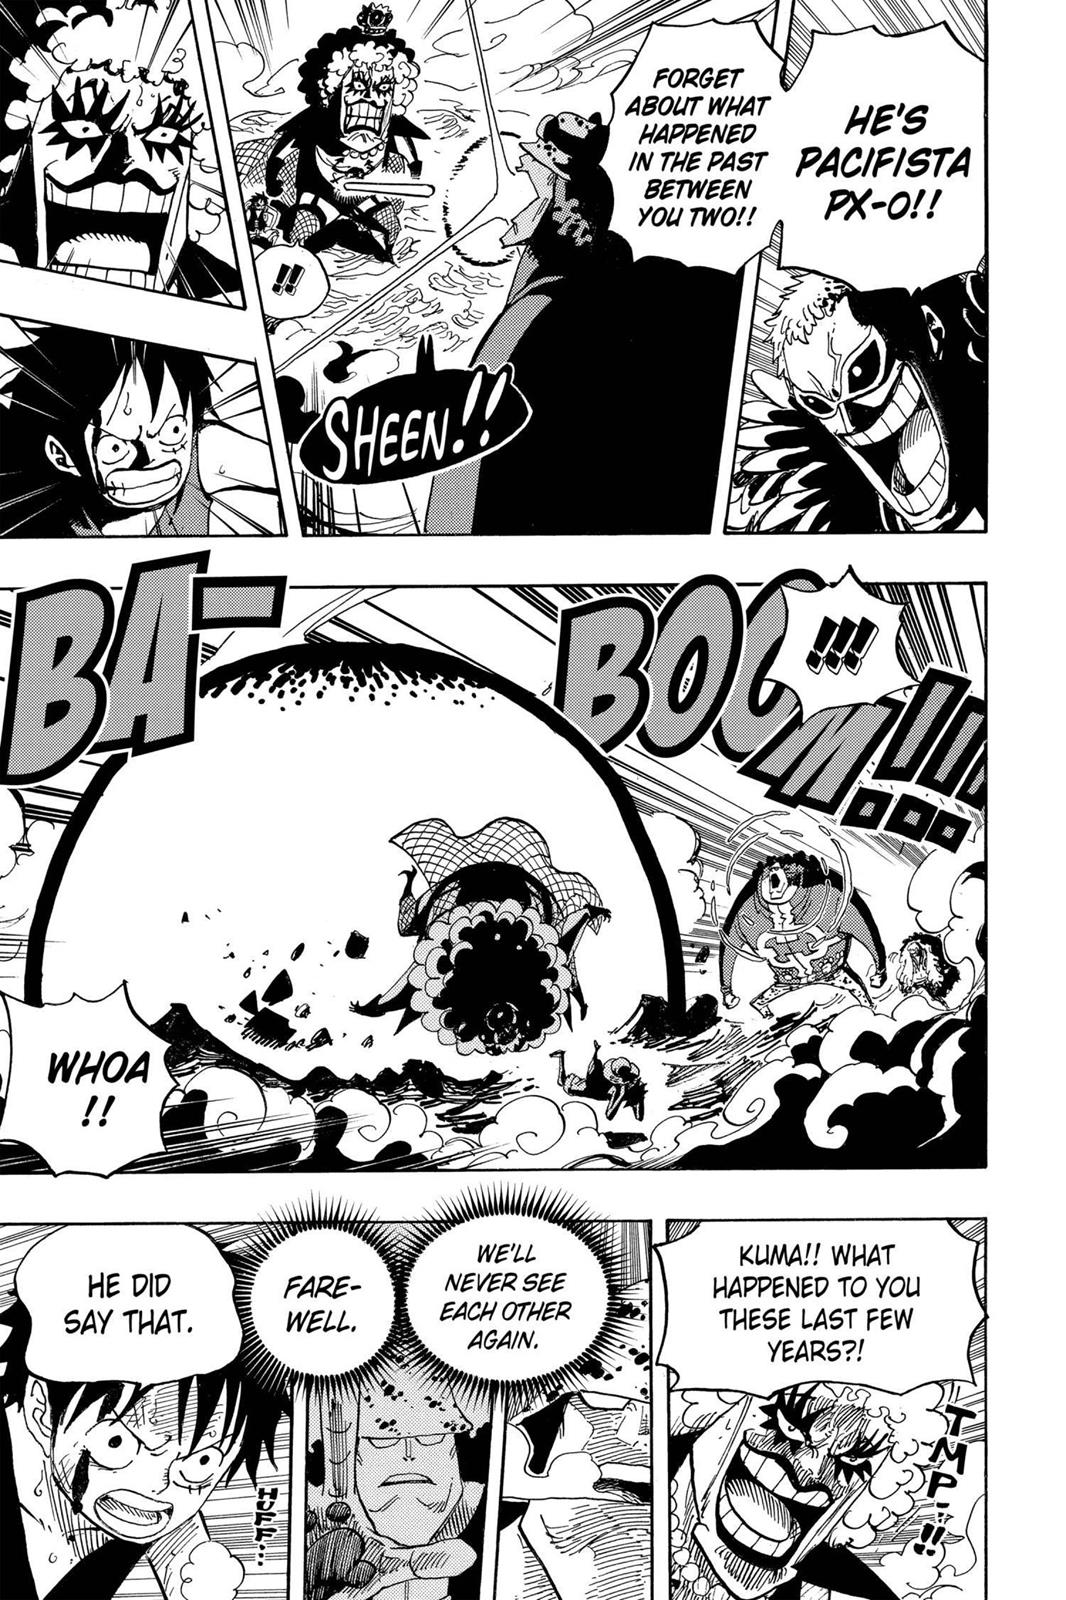 HE'S
PACIFISTA
PX-0!!
FORGET
ABOUT WHAT
HAPPENED
IN THE PAST
BETWEEN
YOU TWO!!
!!
SHEEN!!
BA-
BOOM!!!
!!!
WHOA
!!
KUMA!! WHAT
HAPPENED TO YOU
THESE LAST FEW
YEARS?!
TMP..!!
WE'LL
NEVER SEE
EACH OTHER
AGAIN.
FARE-
WELL.
HE DID
SAY THAT.
HUFF...